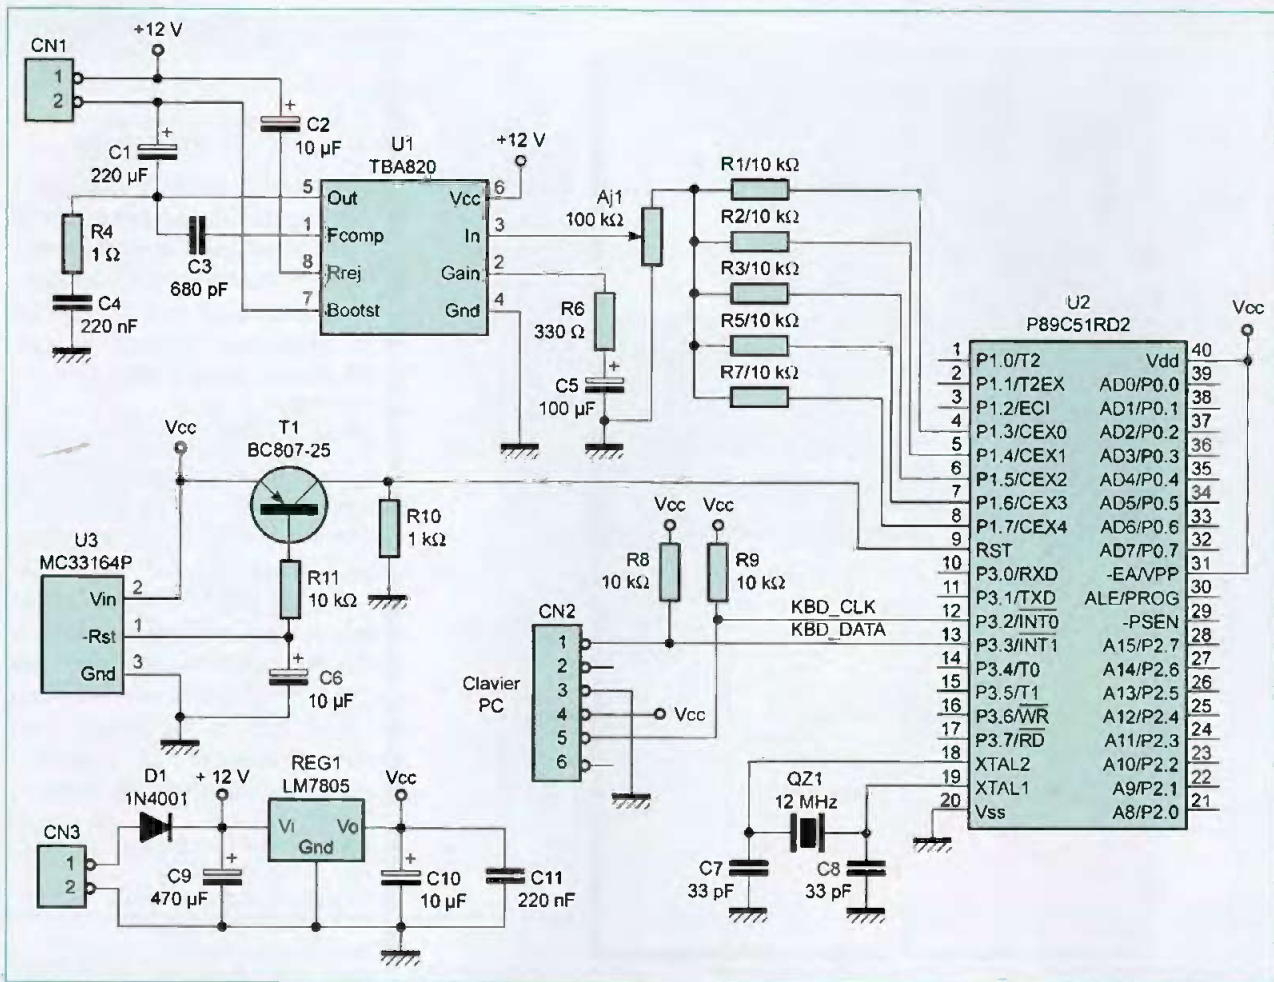 +12 V
CN1
1
2
C1
220 µF
+
C2
10 µF
+
R4
1 Ω
C3
680 pF
C4
220 nF
U1
TBA820
5 Out
1 Fcomp
8 Rrej
7 Bootst
Vcc 6
In 3
Gain 2
Gnd 4
+12 V
Aj1
100 kΩ
R6
330 Ω
+
C5
100 µF
R1/10 kΩ
R2/10 kΩ
R3/10 kΩ
R5/10 kΩ
R7/10 kΩ
Vcc
T1
BC807-25
R10
1 kΩ
R11
10 kΩ
U3
MC33164P
Vin 2
-Rst 1
Gnd 3
+
C6
10 µF
Vcc
Vcc
R8
10 kΩ
R9
10 kΩ
KBD_CLK
KBD_DATA
CN2
1
2
3
4
5
6
Clavier
PC
Vcc
U2
P89C51RD2
Vcc
1 P1.0/T2
2 P1.1/T2EX
3 P1.2/ECI
4 P1.3/CEX0
5 P1.4/CEX1
6 P1.5/CEX2
7 P1.6/CEX3
8 P1.7/CEX4
9 RST
10 P3.0/RXD
11 P3.1/TXD
12 P3.2/INT0
13 P3.3/INT1
14 P3.4/T0
15 P3.5/T1
16 P3.6/WR
17 P3.7/RD
18 XTAL2
19 XTAL1
20 Vss
Vdd 40
AD0/P0.0 39
AD1/P0.1 38
AD2/P0.2 37
AD3/P0.3 36
AD4/P0.4 35
AD5/P0.5 34
AD6/P0.6 33
AD7/P0.7 32
-EA/VPP 31
ALE/PROG 30
-PSEN 29
A15/P2.7 28
A14/P2.6 27
A13/P2.5 26
A12/P2.4 25
A11/P2.3 24
A10/P2.2 23
A9/P2.1 22
A8/P2.0 21
QZ1
12 MHz
C7
33 pF
C8
33 pF
D1
1N4001
+ 12 V
REG1
LM7805
Vcc
CN3
1
2
VI
Vo
Gnd
+
C9
470 µF
+
C10
10 µF
C11
220 nF